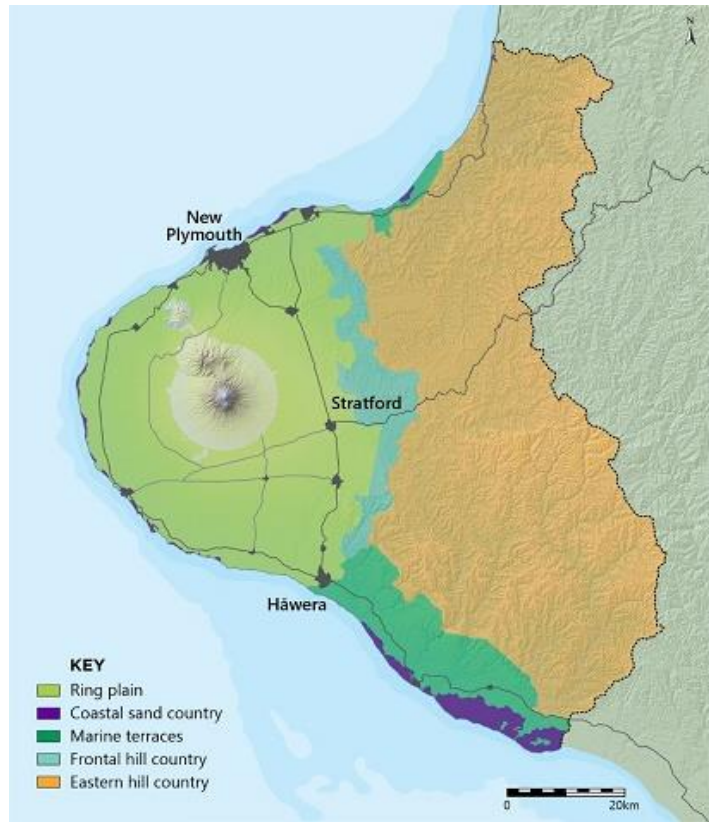 N
New
Plymouth
Stratford
Hāwera
KEY
Ring plain
Coastal sand country
Marine terraces
Frontal hill country
Eastern hill country
0 20km